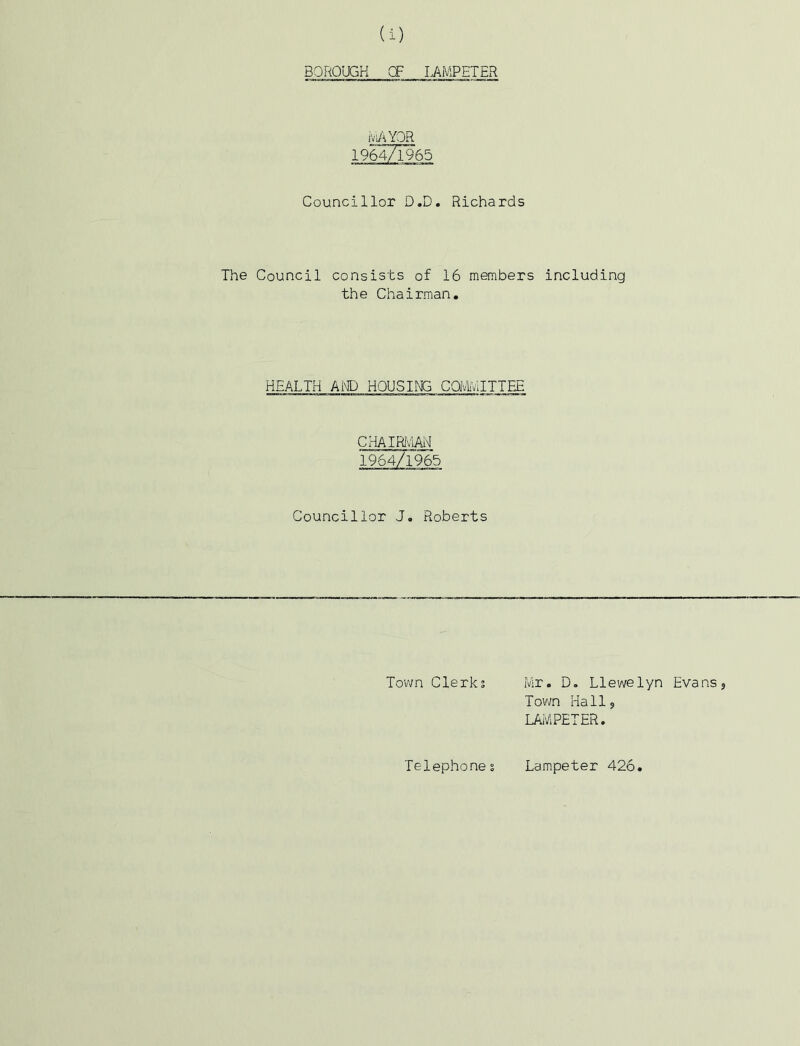 (i)
BOROUGH OF LAMPETER
MAYOR
1964/1965
Councillor D.D. Richards
The Council consists of 16 members including
the Chairman.
HEALTH AND HOUSING COMMITTEE
CHAIRMAN
1964/1965
Councillor J. Roberts
Town Clerk: Mr. D. Llewelyn Evans,
Town Hall,
LAMPETER.
Telephone: Lampeter 426.